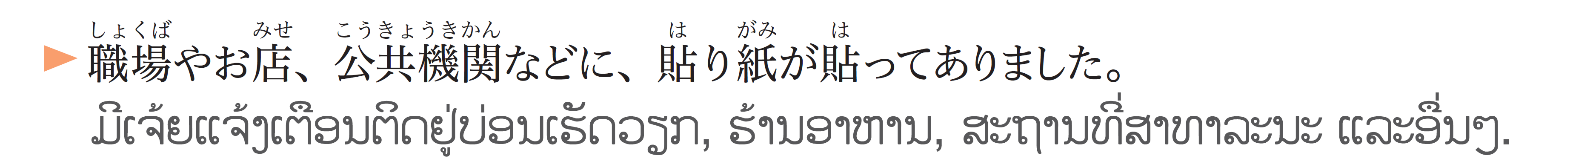 しょくば みせ こうきょうきかん は がみ は
職場やお店、公共機関などに、貼り紙が貼ってありました。
ມີເຈ້ຍແຈ້ງເຕືອນຕິດຢູ່ບ່ອນເຮັດວຽກ, ຮ້ານອາຫານ, ສະຖານທີ່ສາທາລະນະ ແລະອື່ນໆ.